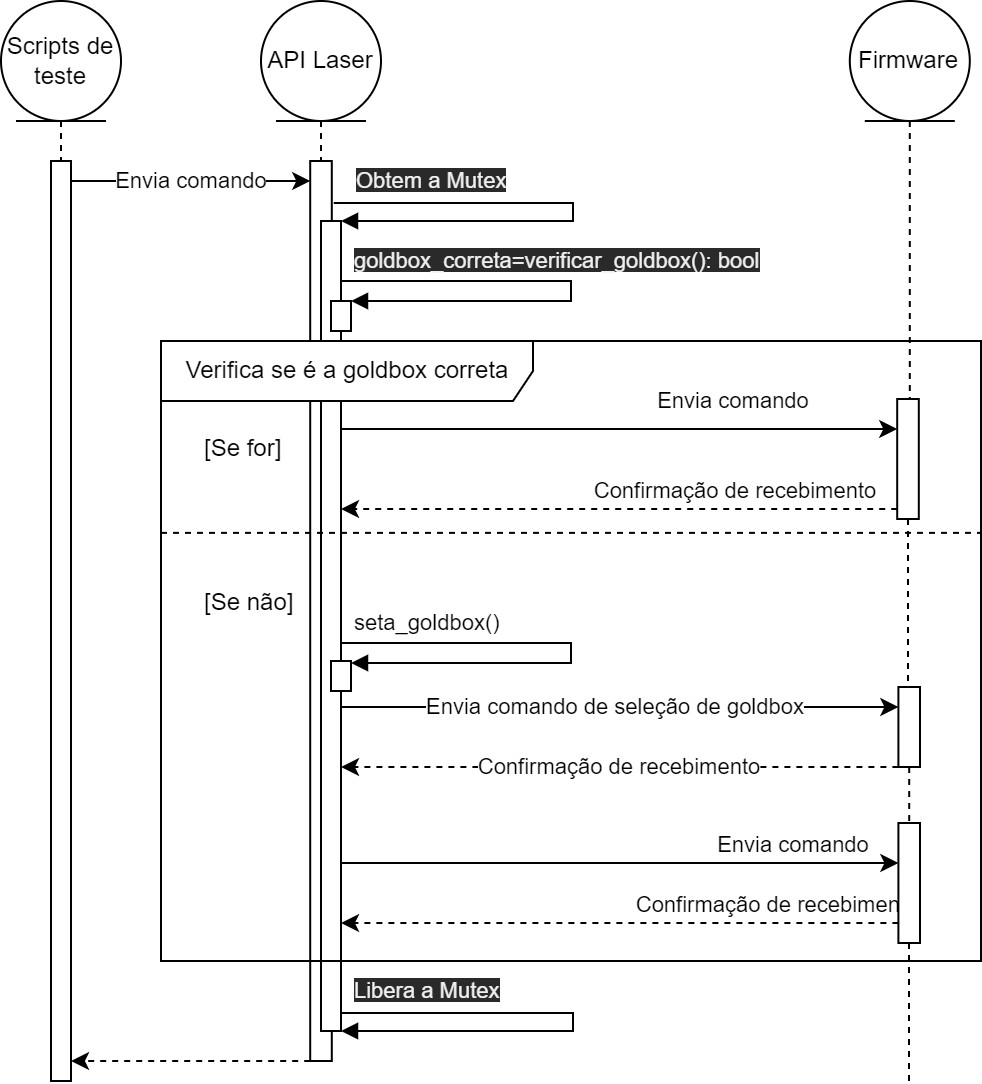 Scripts de
teste
API Laser
Firmware
Envia comando
Obtem a Mutex
goldbox_correta=verificar_goldbox(): bool
Verifica se é a goldbox correta
Envia comando
[Se for]
Confirmação de recebimento
[Se não]
seta_goldbox()
Envia comando de seleção de goldbox
Confirmação de recebimento
Envia comando
Confirmação de recebimen
Libera a Mutex